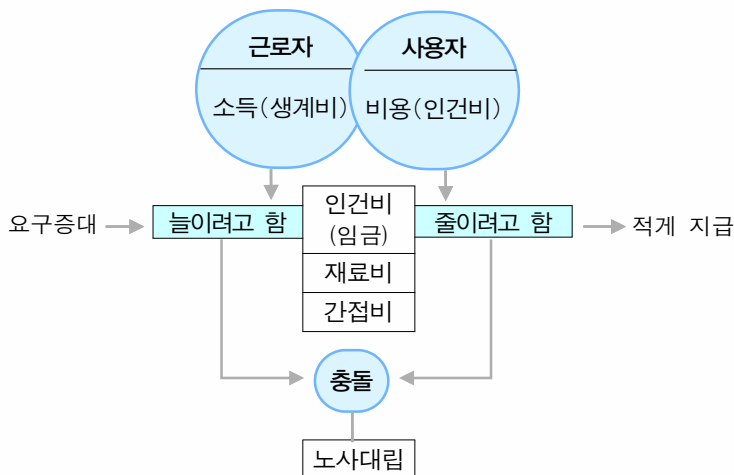 근로자
사용자
소득(생계비)
비용(인건비)
요구증대
늘이려고 함
인건비
(임금)
줄이려고 함
적게 지급
재료비
간접비
충돌
노사대립